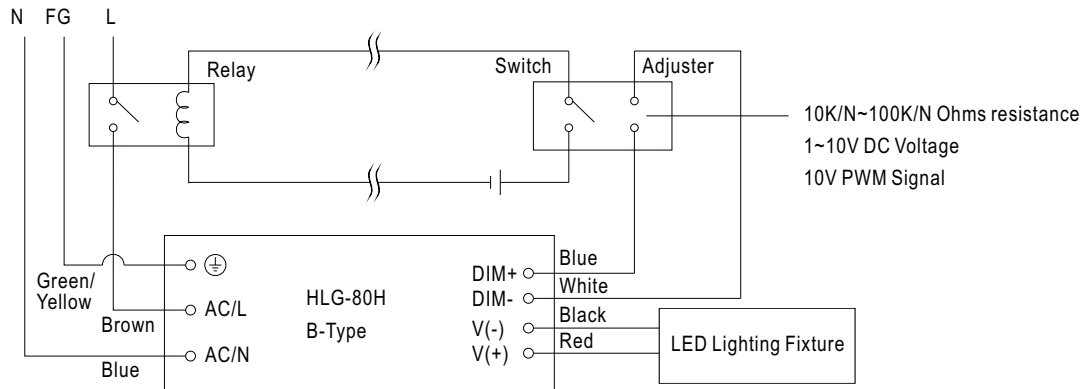 N FG L
Relay
Switch
Adjuster
10K/N~100K/N Ohms resistance
1~10V DC Voltage
10V PWM Signal
Green/
Yellow
Brown
Blue
AC/L
AC/N
HLG-80H
B-Type
DIM+
DIM-
V(-)
V(+)
Blue
White
Black
Red
LED Lighting Fixture